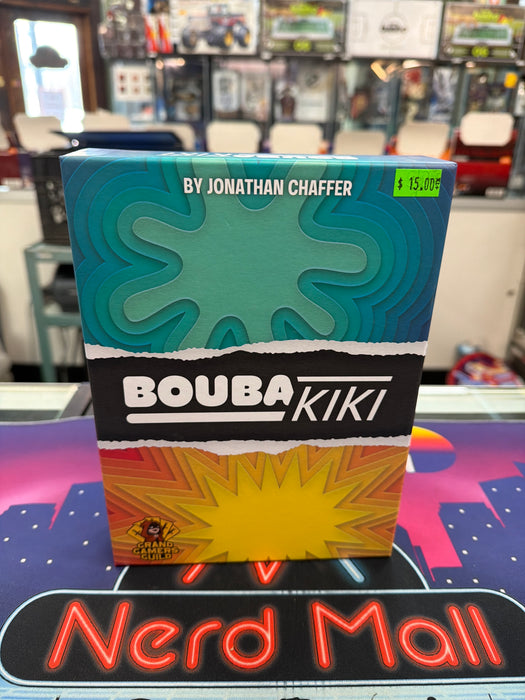 BY JONATHAN CHAFFER
$ 15.00
BOUBA
KIKI
GRAND
GAMERS
GUILD
Nerd Mall